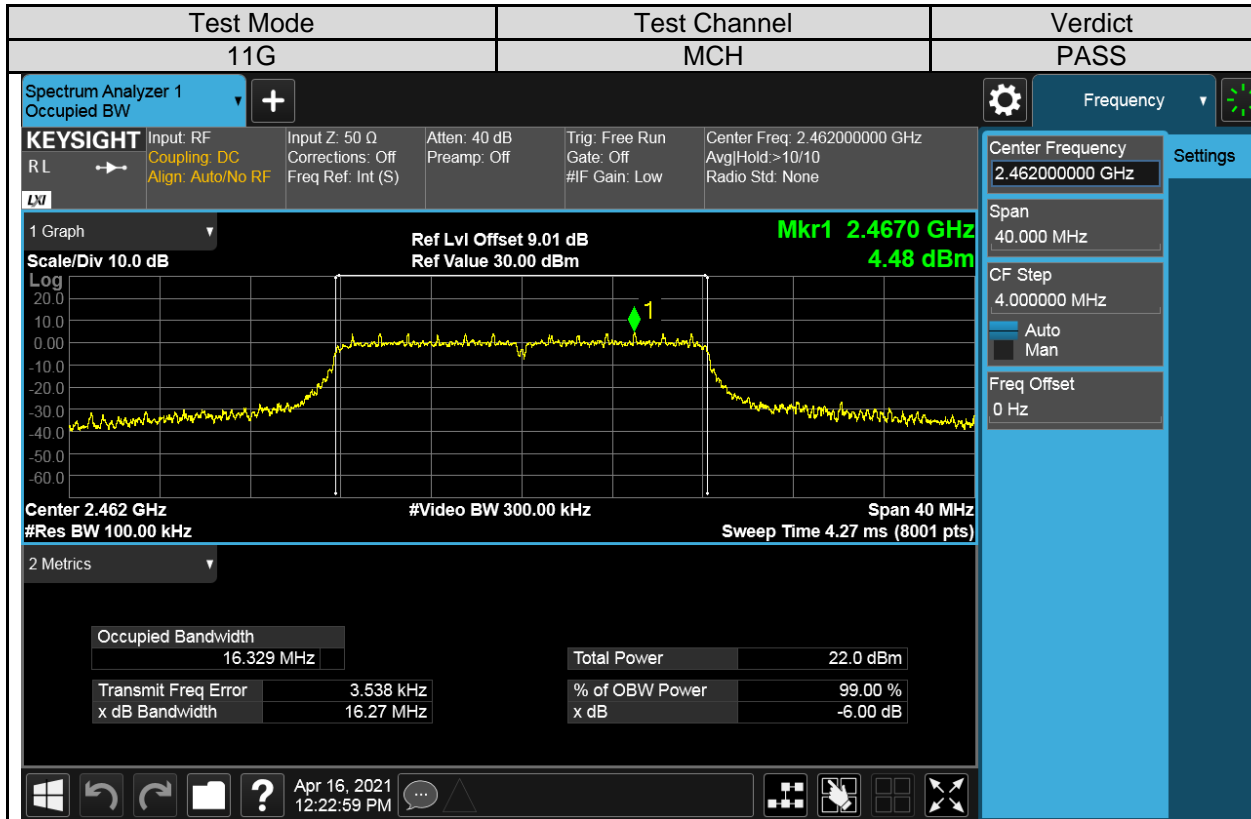 Test Mode Test Channel Verdict
11G MCH PASS
Spectrum Analyzer 1
Occupied BW
+
Frequency
KEYSIGHT Input: RF Input Z: 50 Ω Atten: 40 dB Trig: Free Run Center Freq: 2.462000000 GHz
RL Coupling: DC Corrections: Off Preamp: Off Gate: Off Avg|Hold:>10/10
Align: Auto/No RF Freq Ref: Int (S) #IF Gain: Low Radio Std: None
LXI
Center Frequency
2.462000000 GHz
Settings
Span
40.000 MHz
CF Step
4.000000 MHz
Auto
Man
Freq Offset
0 Hz
1 Graph Ref Lvl Offset 9.01 dB Mkr1 2.4670 GHz
Scale/Div 10.0 dB Ref Value 30.00 dBm 4.48 dBm
Log
20.0
10.0
0.00
-10.0
-20.0
-30.0
-40.0
-50.0
-60.0
1
Center 2.462 GHz #Video BW 300.00 kHz Span 40 MHz
#Res BW 100.00 kHz Sweep Time 4.27 ms (8001 pts)
2 Metrics
Occupied Bandwidth
16.329 MHz Total Power 22.0 dBm
Transmit Freq Error 3.538 kHz % of OBW Power 99.00 %
x dB Bandwidth 16.27 MHz x dB -6.00 dB
? Apr 16, 2021
12:22:59 PM